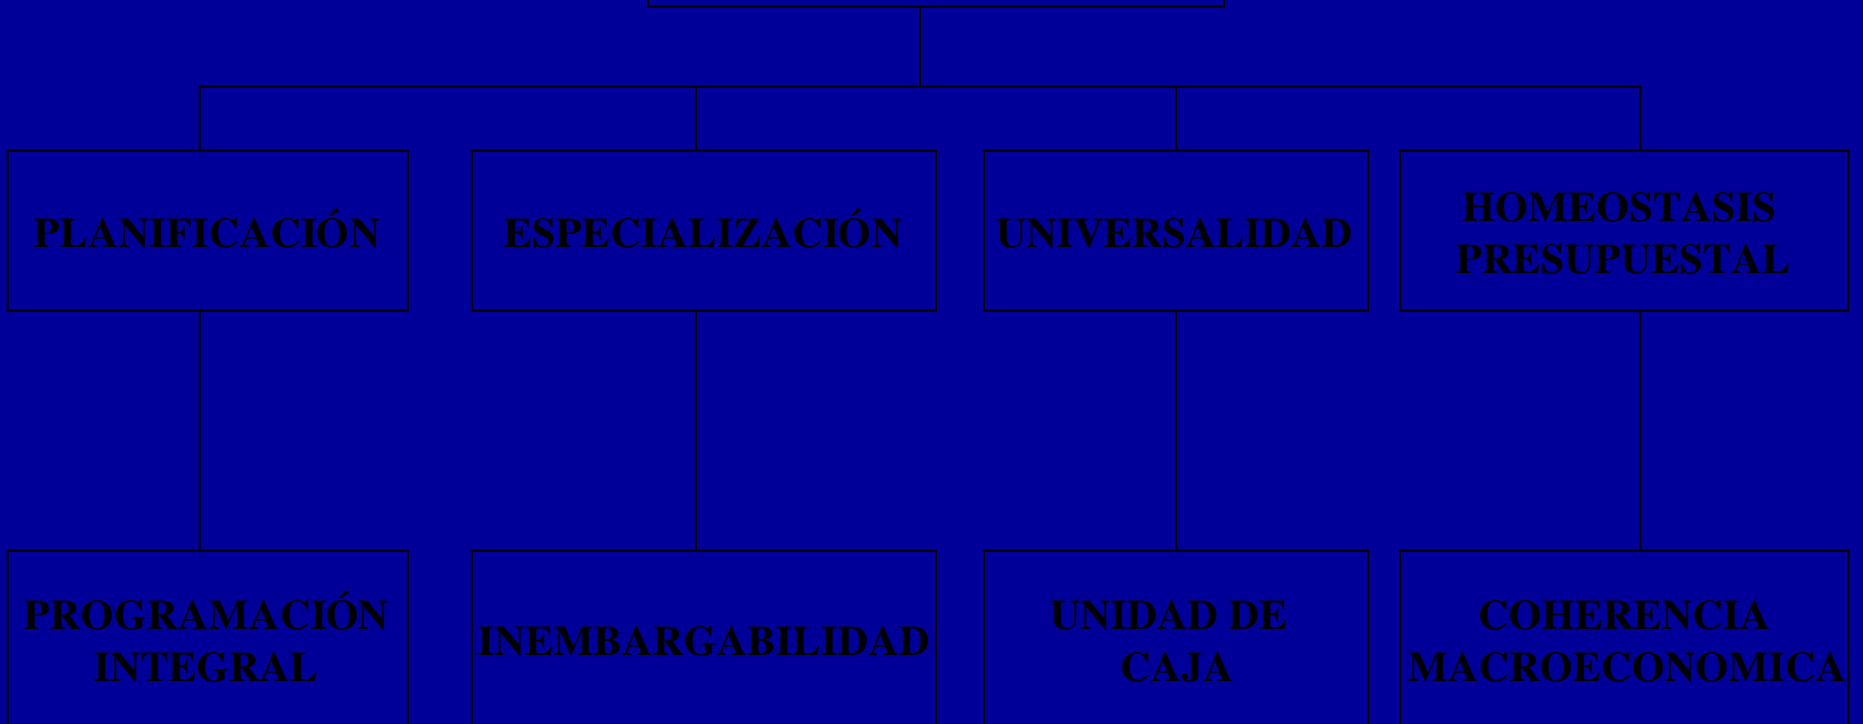 PLANIFICACIÓN
ESPECIALIZACIÓN
UNIVERSALIDAD
HOMEOSTASIS
PRESUPUESTAL
PROGRAMACIÓN
INTEGRAL
INEMBARGABILIDAD
UNIDAD DE
CAJA
COHERENCIA
MACROECONOMICA